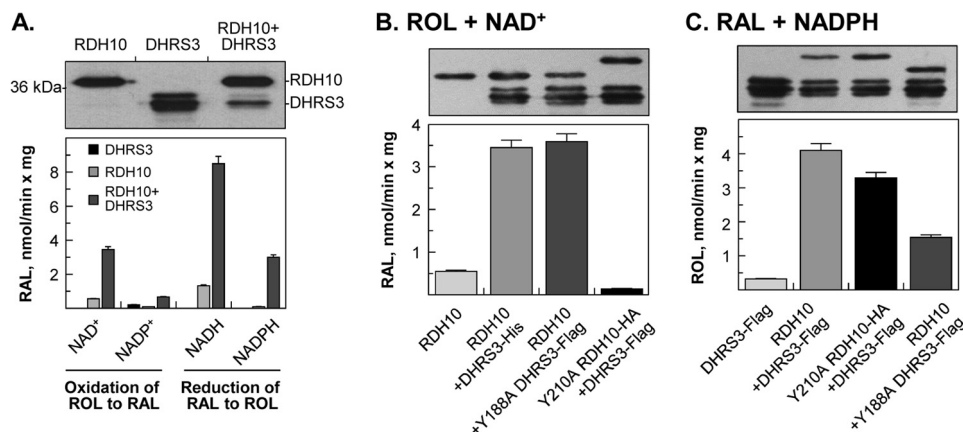 A.
RDH10
DHRS3
RDH10+
DHRS3
36 kDa
RDH10
DHRS3
RAL, nmol/min x mg
8
6
4
2
DHRS3
RDH10
RDH10+
DHRS3
NAD+
NADP+
NADH
NADPH
Oxidation of
ROL to RAL
Reduction of
RAL to ROL
B. ROL + NAD+
RAL, nmol/min x mg
4
3
2
1
RDH10
RDH10
+DHRS3-His
RDH10
+Y188A DHRS3-Flag
Y210A RDH10-HA
+DHRS3-Flag
C. RAL + NADPH
ROL, nmol/min x mg
5
4
3
2
1
DHRS3-Flag
RDH10
+DHRS3-Flag
Y210A RDH10-HA
+DHRS3-Flag
RDH10
+Y188A DHRS3-Flag